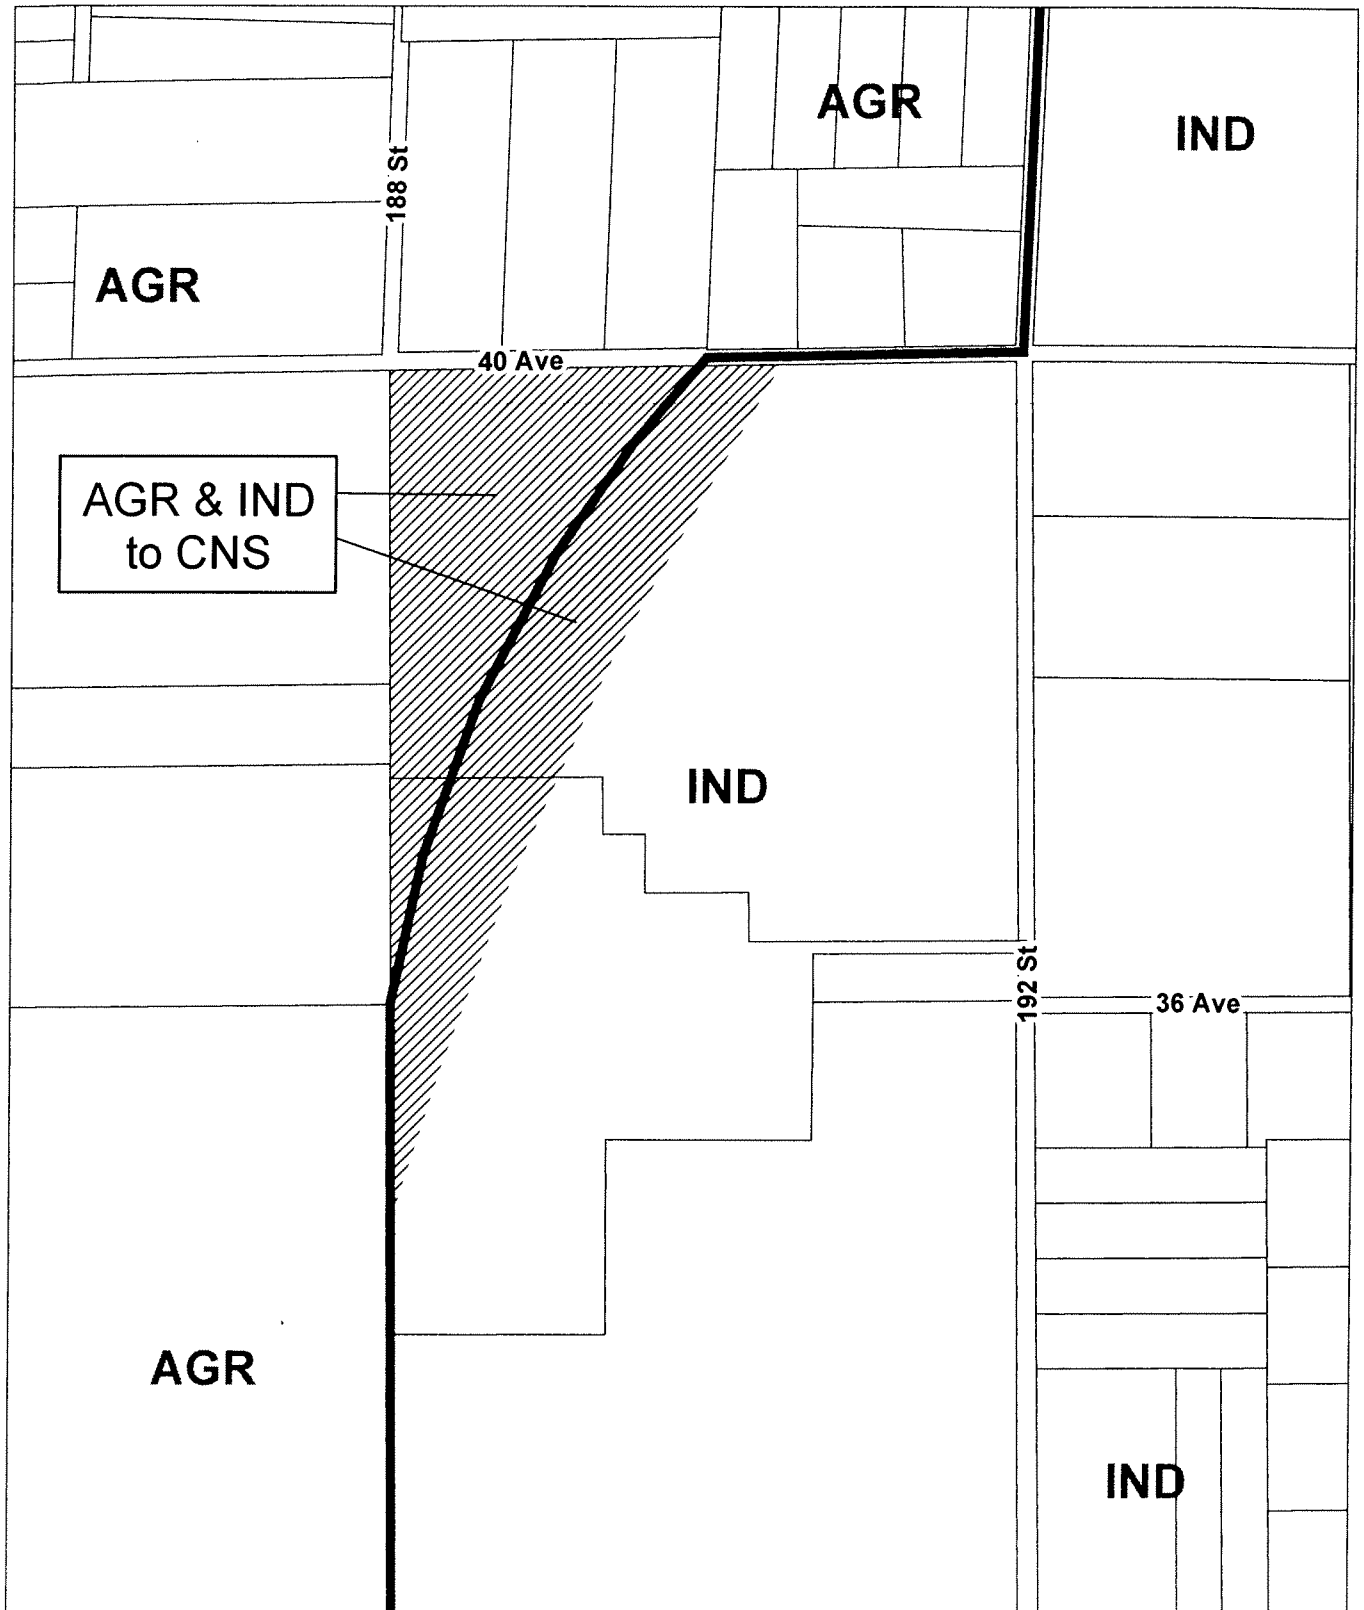 AGR
IND
188 St
AGR
40 Ave
AGR & IND
to CNS
IND
192 St
36 Ave
AGR
IND